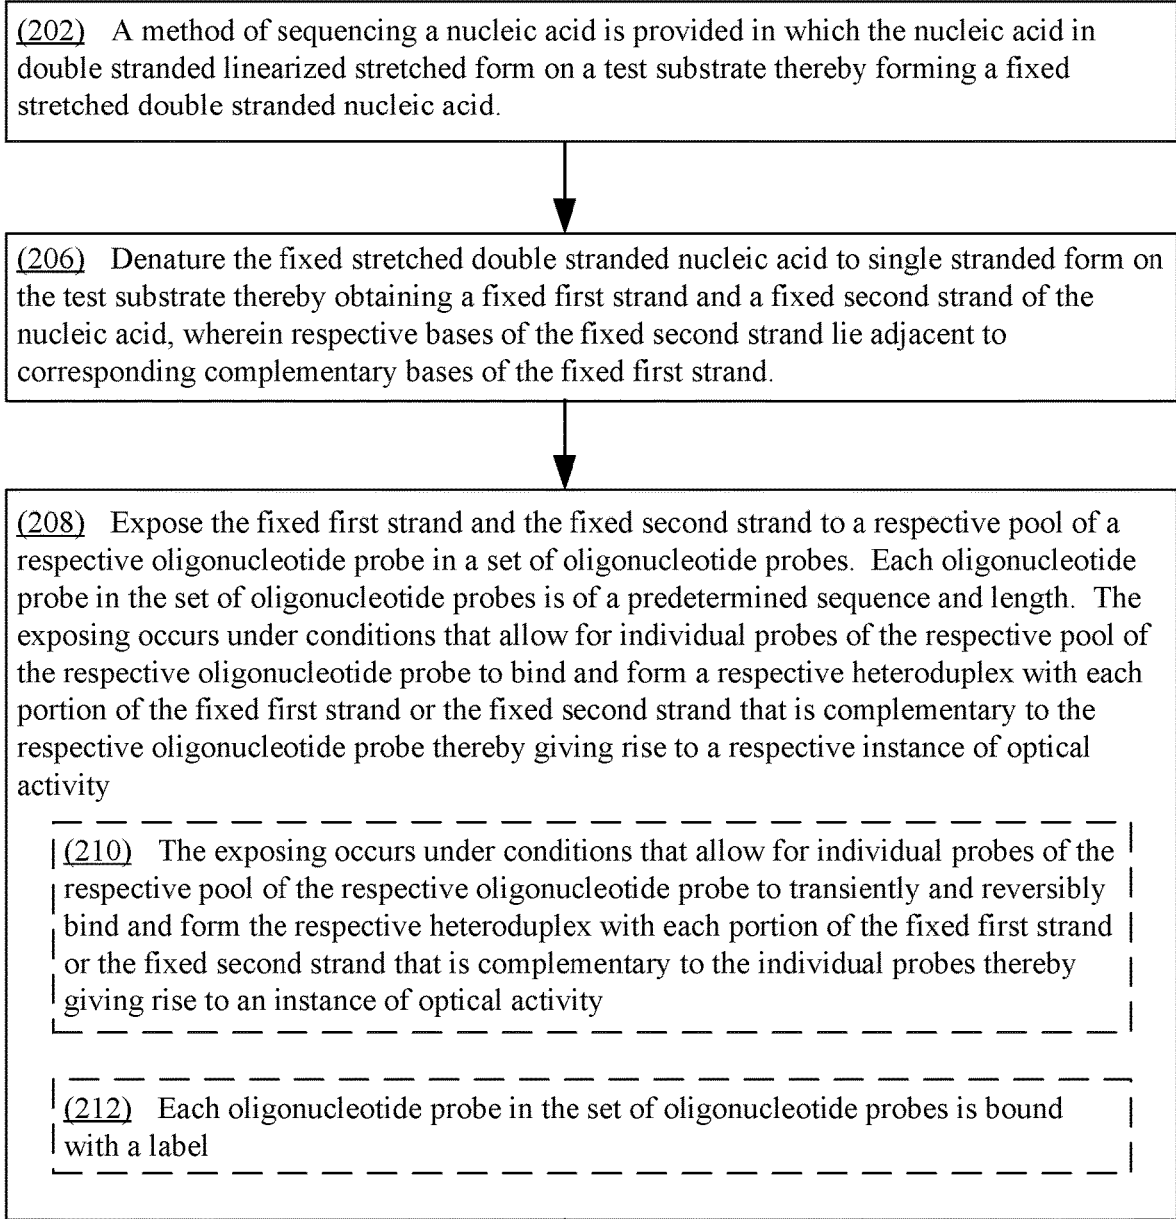 (202) A method of sequencing a nucleic acid is provided in which the nucleic acid in
double stranded linearized stretched form on a test substrate thereby forming a fixed
stretched double stranded nucleic acid.
(206) Denature the fixed stretched double stranded nucleic acid to single stranded form on
the test substrate thereby obtaining a fixed first strand and a fixed second strand of the
nucleic acid, wherein respective bases of the fixed second strand lie adjacent to
corresponding complementary bases of the fixed first strand.
(208) Expose the fixed first strand and the fixed second strand to a respective pool of a
respective oligonucleotide probe in a set of oligonucleotide probes. Each oligonucleotide
probe in the set of oligonucleotide probes is of a predetermined sequence and length. The
exposing occurs under conditions that allow for individual probes of the respective pool of
the respective oligonucleotide probe to bind and form a respective heteroduplex with each
portion of the fixed first strand or the fixed second strand that is complementary to the
respective oligonucleotide probe thereby giving rise to a respective instance of optical
activity
(210) The exposing occurs under conditions that allow for individual probes of the
respective pool of the respective oligonucleotide probe to transiently and reversibly
bind and form the respective heteroduplex with each portion of the fixed first strand
or the fixed second strand that is complementary to the individual probes thereby
giving rise to an instance of optical activity
(212) Each oligonucleotide probe in the set of oligonucleotide probes is bound
with a label